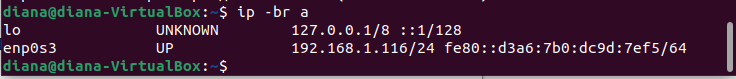 diana@diana-VirtualBox:~$ ip -br a
lo UNKNOWN 127.0.0.1/8 ::1/128
enp0s3 UP 192.168.1.116/24 fe80::d3a6:7b0:dc9d:7ef5/64
diana@diana-VirtualBox:~$